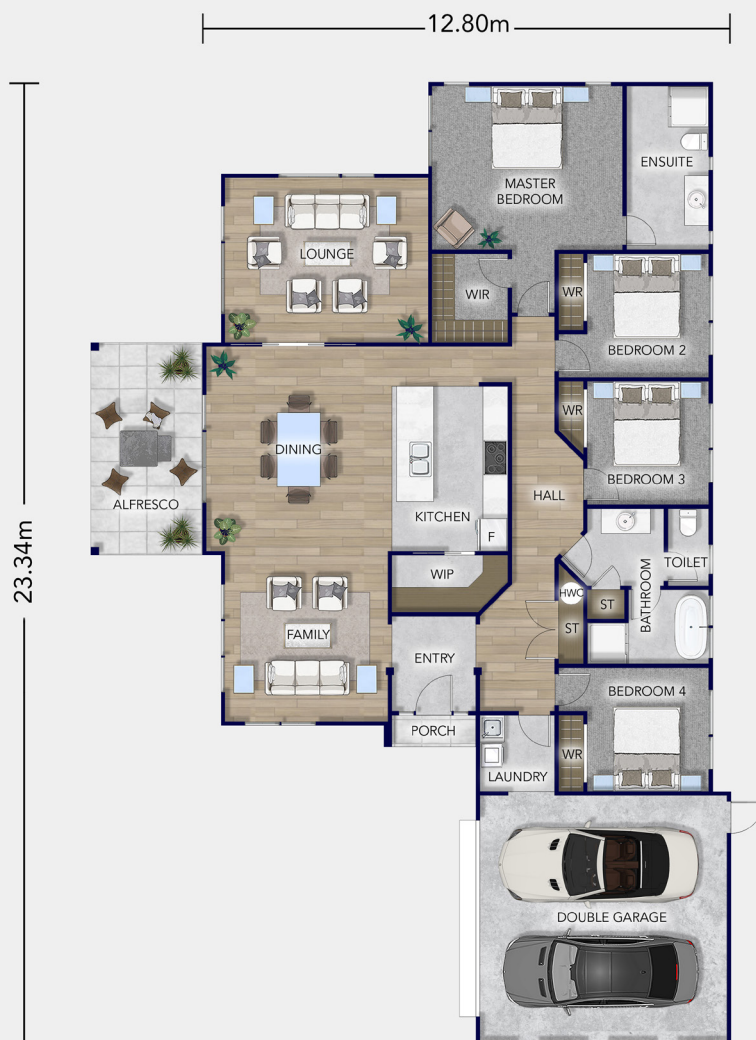 12.80m
23.34m
ENSUITE
MASTER
BEDROOM
LOUNGE
WIR
WR
BEDROOM 2
WR
BEDROOM 3
DINING
HALL
ALFRESCO
KITCHEN
F
WIP
TOILET
BATHROOM
HWC
ST
ST
FAMILY
ENTRY
BEDROOM 4
PORCH
WR
LAUNDRY
DOUBLE GARAGE